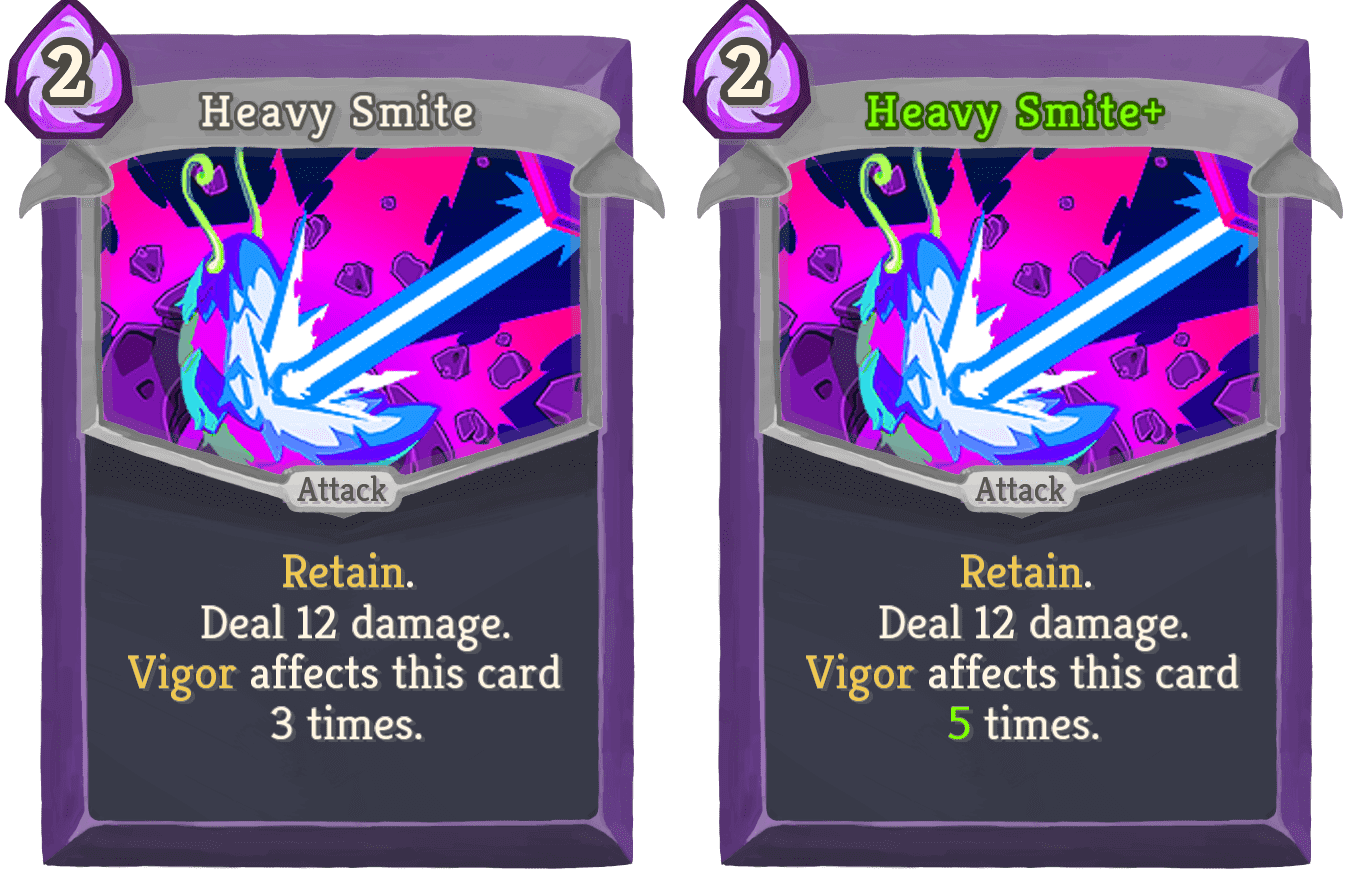 2
Heavy Smite
Attack
Retain.
Deal 12 damage.
Vigor affects this card
3 times.
2
Heavy Smite+
Attack
Retain.
Deal 12 damage.
Vigor affects this card
5 times.